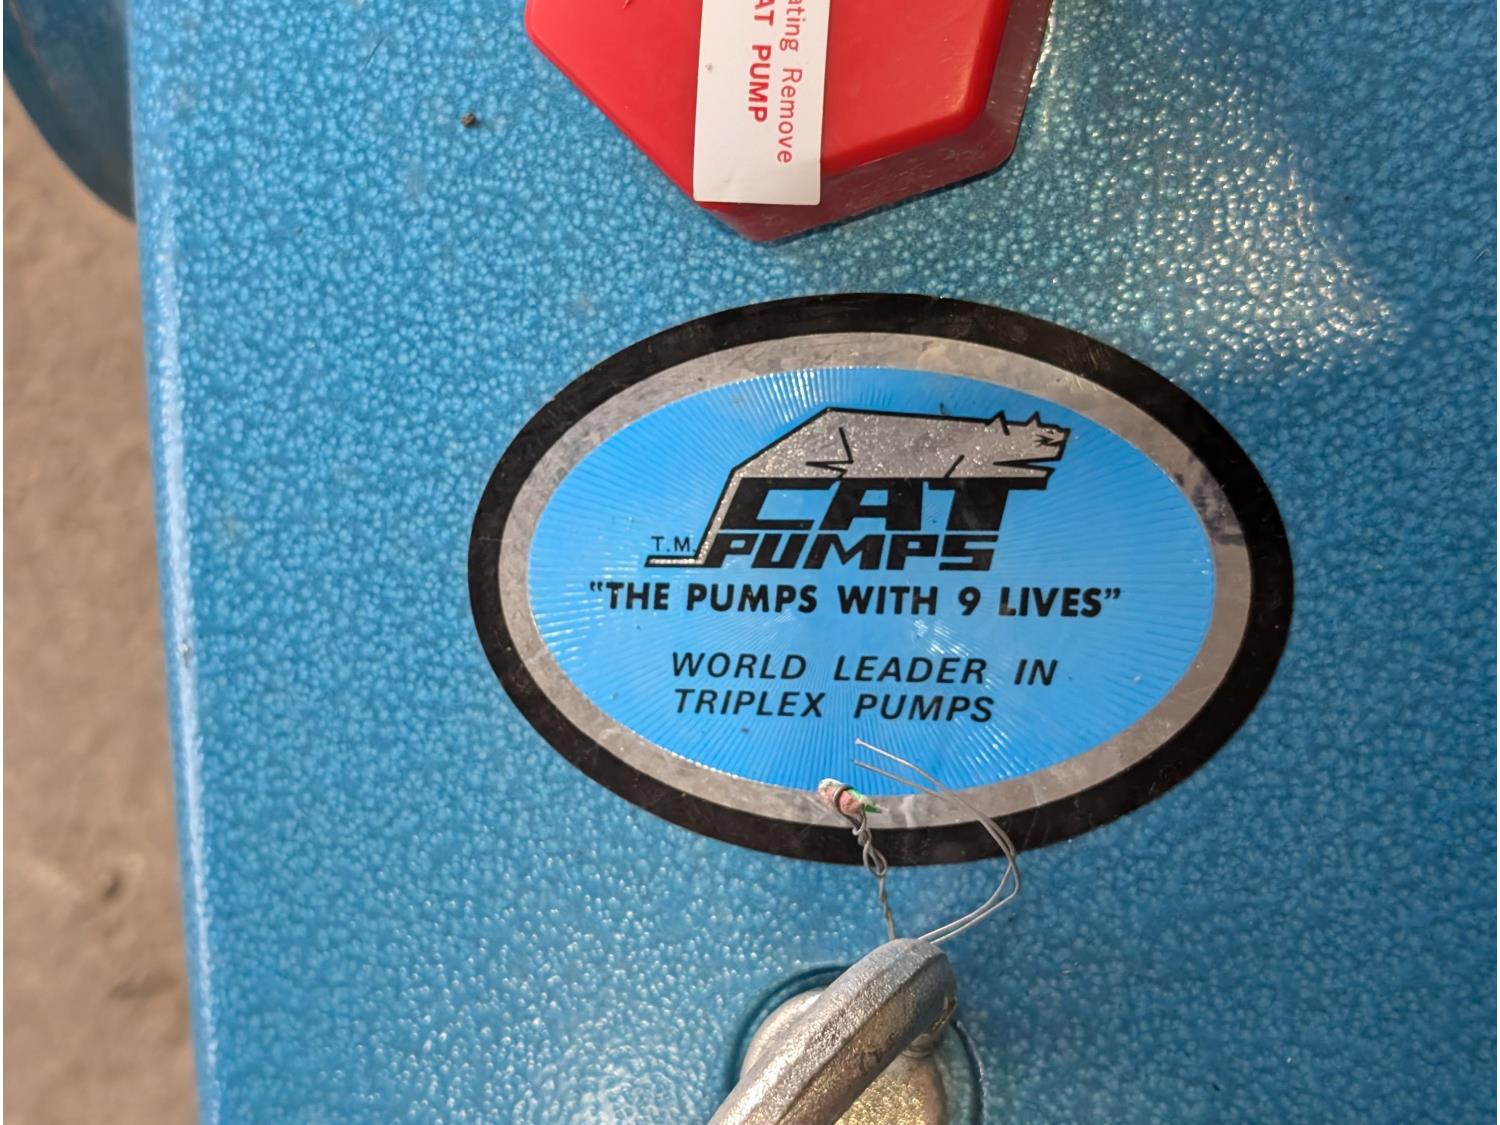 ating Remove
AT PUMP
CAT
T.M. PUMPS
"THE PUMPS WITH 9 LIVES"
WORLD LEADER IN
TRIPLEX PUMPS